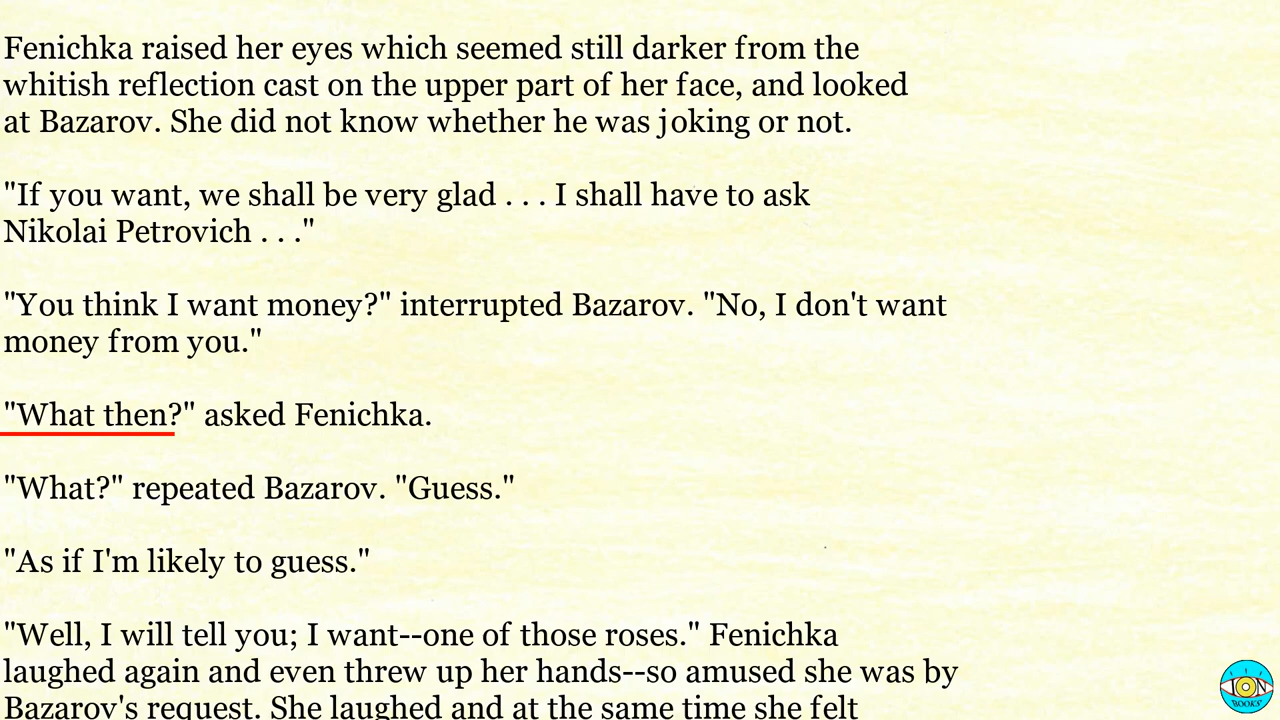 Fenichka raised her eyes which seemed still darker from the
whitish reflection cast on the upper part of her face, and looked
at Bazarov. She did not know whether he was joking or not.
"If you want, we shall be very glad . . . I shall have to ask
Nikolai Petrovich . . ."
"You think I want money?" interrupted Bazarov. "No, I don't want
money from you."
"What then?" asked Fenichka.
"What?" repeated Bazarov. "Guess."
"As if I'm likely to guess."
"Well, I will tell you; I want--one of those roses." Fenichka
laughed again and even threw up her hands--so amused she was by
Bazarov's request. She laughed and at the same time she felt
ION
BOOKS